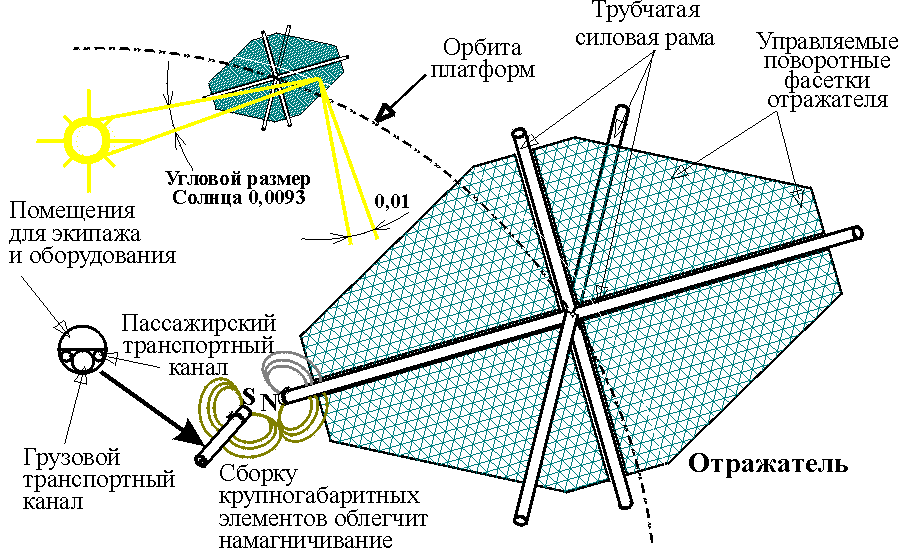 Трубчатая
силовая рама
Управляемые
поворотные
фасетки
отражателя
Орбита
платформ
Угловой размер
Солнца 0,0093
0,01
Помещения
для экипажа
и оборудования
Пассажирский
транспортный
канал
S N
Грузовой
транспортный
канал
Сборку
крупногабаритных
элементов облегчит
намагничивание
Отражатель